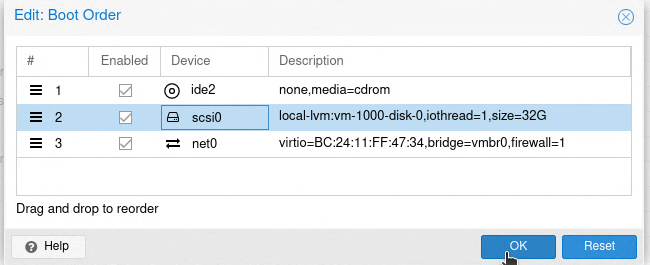 Edit: Boot Order
# Enabled Device Description
1 ide2 none,media=cdrom
2 scsi0 local-lvm:vm-1000-disk-0,iothread=1,size=32G
3 net0 virtio=BC:24:11:FF:47:34,bridge=vmbr0,firewall=1
Drag and drop to reorder
? Help OK Reset